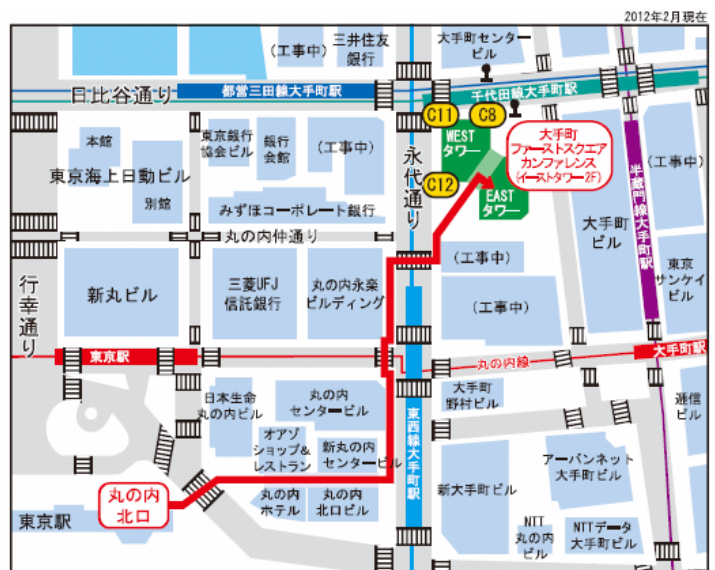 2012年2月現在
(工事中)
三井住友
銀行
大手町センター
ビル
日比谷通り
都営三田線大手町駅
千代田線大手町駅
C11
C8
WEST
タワー
大手町
ファーストスクエア
カンファレンス
(イーストタワー2F)
本館
東京銀行
協会ビル
銀行
会館
(工事中)
永代通り
(工事中)
東京海上日動ビル
別館
C12
EAST
タワー
半蔵門線大手町駅
みずほコーポレート銀行
大手町
ビル
丸の内仲通り
行幸通り
新丸ビル
三菱UFJ
信託銀行
丸の内永楽
ビルディング
(工事中)
(工事中)
東京
サンケイ
ビル
東京駅
丸の内線
大手町駅
日本生命
丸の内ビル
丸の内
センタービル
大手町
野村ビル
逓信
ビル
オアゾ
ショップ&
レストラン
新丸の内
センタービル
東西線大手町駅
アーバンネット
大手町ビル
新大手町ビル
丸の内
北口
丸の内
ホテル
丸の内
北口ビル
東京駅
NTT
丸の内
ビル
NTTデータ
大手町ビル